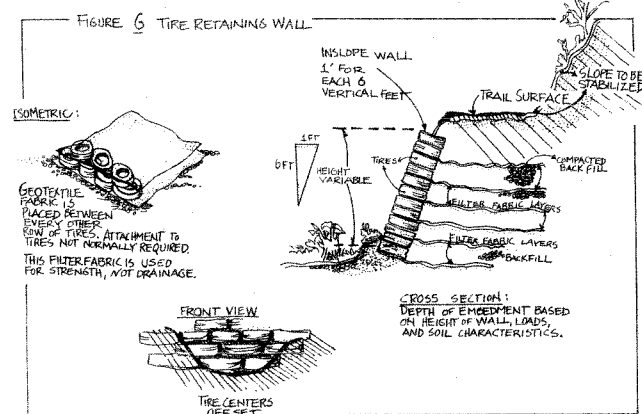 FIGURE 6 TIRE RETAINING WALL
INSLOPE WALL
1' FOR
EACH 6
VERTICAL FEET
SLOPE TO BE
STABILIZED
TRAIL SURFACE
ISOMETRIC:
1FT
6FT
HEIGHT
VARIABLE
TIRES
COMPACTED
BACKFILL
FILTER FABRIC LAYERS
FILTER FABRIC LAYERS
BACKFILL
GEOTEXTILE
FABRIC IS
PLACED BETWEEN
EVERY OTHER
ROW OF TIRES. ATTACHMENT TO
TIRES NOT NORMALLY REQUIRED.
THIS FILTER FABRIC IS USED
FOR STRENGTH, NOT DRAINAGE.
CROSS SECTION:
DEPTH OF EMBEDMENT BASED
ON HEIGHT OF WALL, LOADS,
AND SOIL CHARACTERISTICS.
FRONT VIEW
TIRE CENTERS
OFFSET